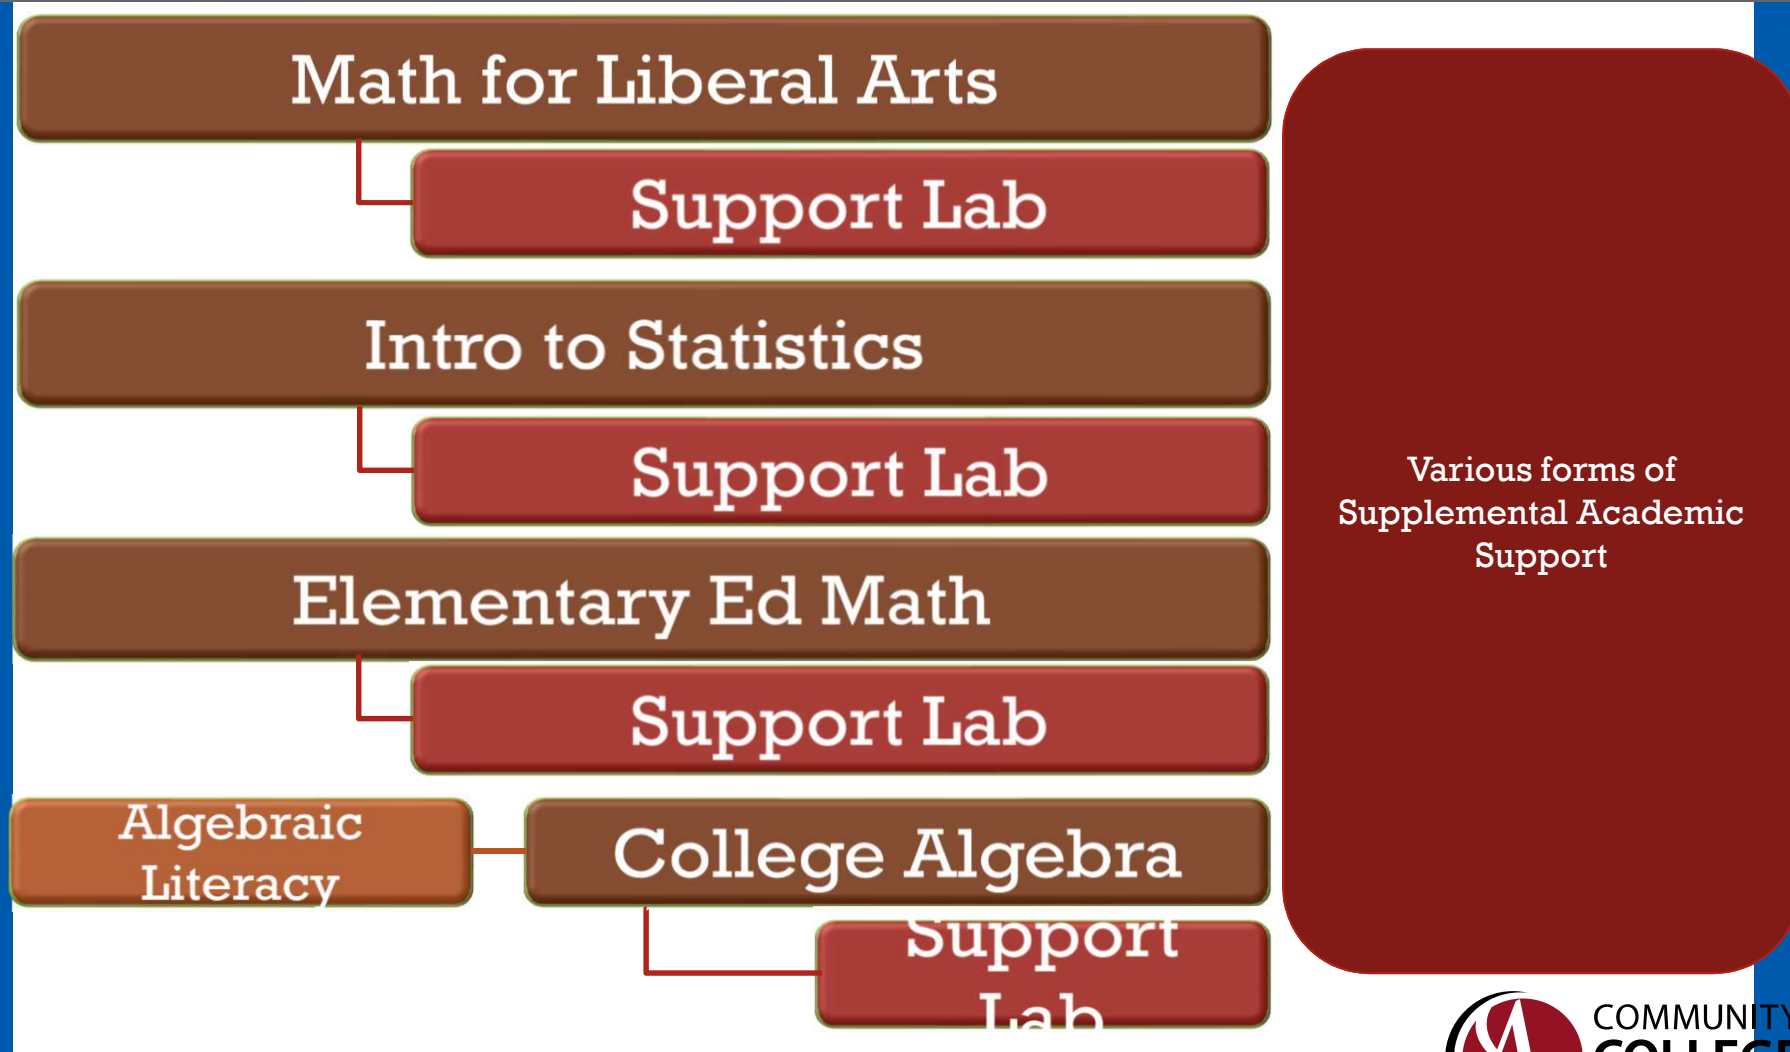 Math for Liberal Arts
Support Lab
Intro to Statistics
Support Lab
Elementary Ed Math
Support Lab
Algebraic
Literacy
College Algebra
Support
Lab
Various forms of
Supplemental Academic
Support
COMMUNITY
COLLEGE